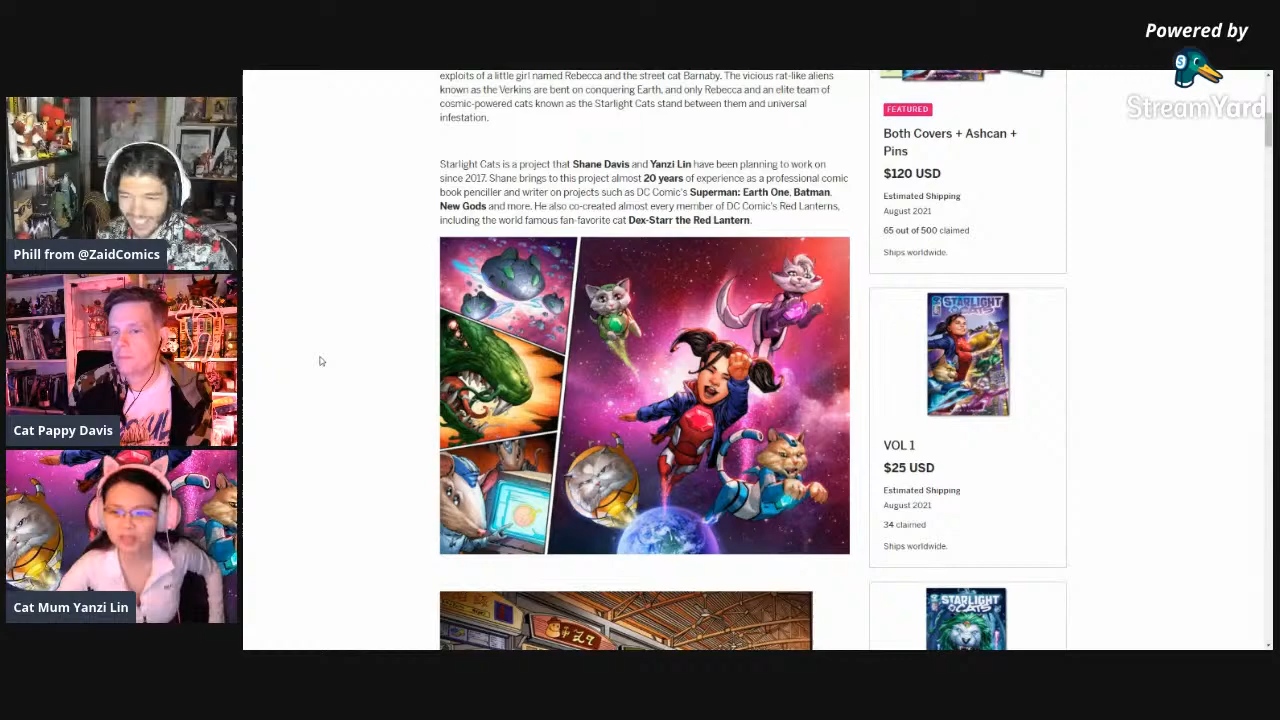 Powered by
StreamYard
Phill from @ZaidComics
Cat Pappy Davis
Cat Mum Yanzi Lin
exploits of a little girl named Rebecca and the street cat Barnaby. The vicious rat-like aliens
known as the Verkins are bent on conquering Earth, and only Rebecca and an elite team of
cosmic-powered cats known as the Starlight Cats stand between them and universal
infestation.
Starlight Cats is a project that Shane Davis and Yanzi Lin have been planning to work on
since 2017. Shane brings to this project almost 20 years of experience as a professional comic
book penciller and writer on projects such as DC Comic's Superman: Earth One, Batman,
New Gods and more. He also co-created almost every member of DC Comic's Red Lanterns,
including the world famous fan-favorite cat Dex-Starr the Red Lantern.
FEATURED
Both Covers + Ashcan +
Pins
$120 USD
Estimated Shipping
August 2021
65 out of 500 claimed
Ships worldwide.
STARLIGHT
CATS
VOL 1
$25 USD
Estimated Shipping
August 2021
34 claimed
Ships worldwide.
STARLIGHT
CATS